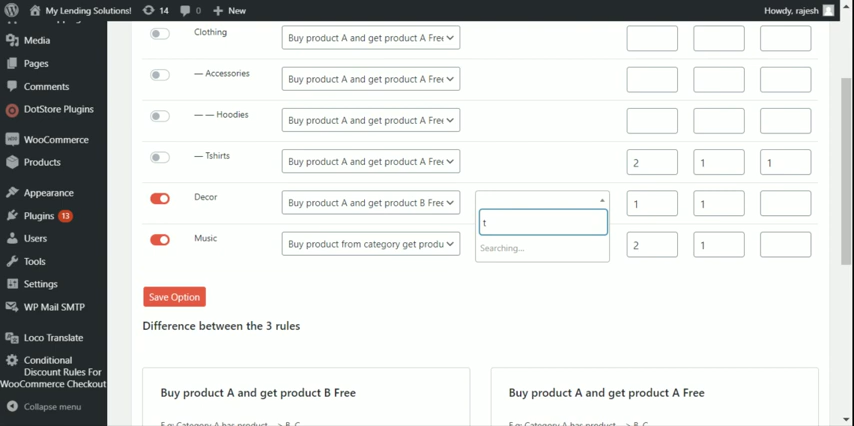 My Lending Solutions! 14 0 New Howdy, rajesh
Media
Pages
Comments
DotStore Plugins
WooCommerce
Products
Appearance
Plugins 13
Users
Tools
Settings
WP Mail SMTP
Loco Translate
Conditional
Discount Rules For
WooCommerce Checkout
Collapse menu
Clothing Buy product A and get product A Free
— Accessories Buy product A and get product A Free
— — Hoodies Buy product A and get product A Free
— Tshirts Buy product A and get product A Free 2 1 1
Decor Buy product A and get product B Free 1 1
t
Searching...
Music Buy product from category get produ 2 1
Save Option
Difference between the 3 rules
Buy product A and get product B Free
Buy product A and get product A Free